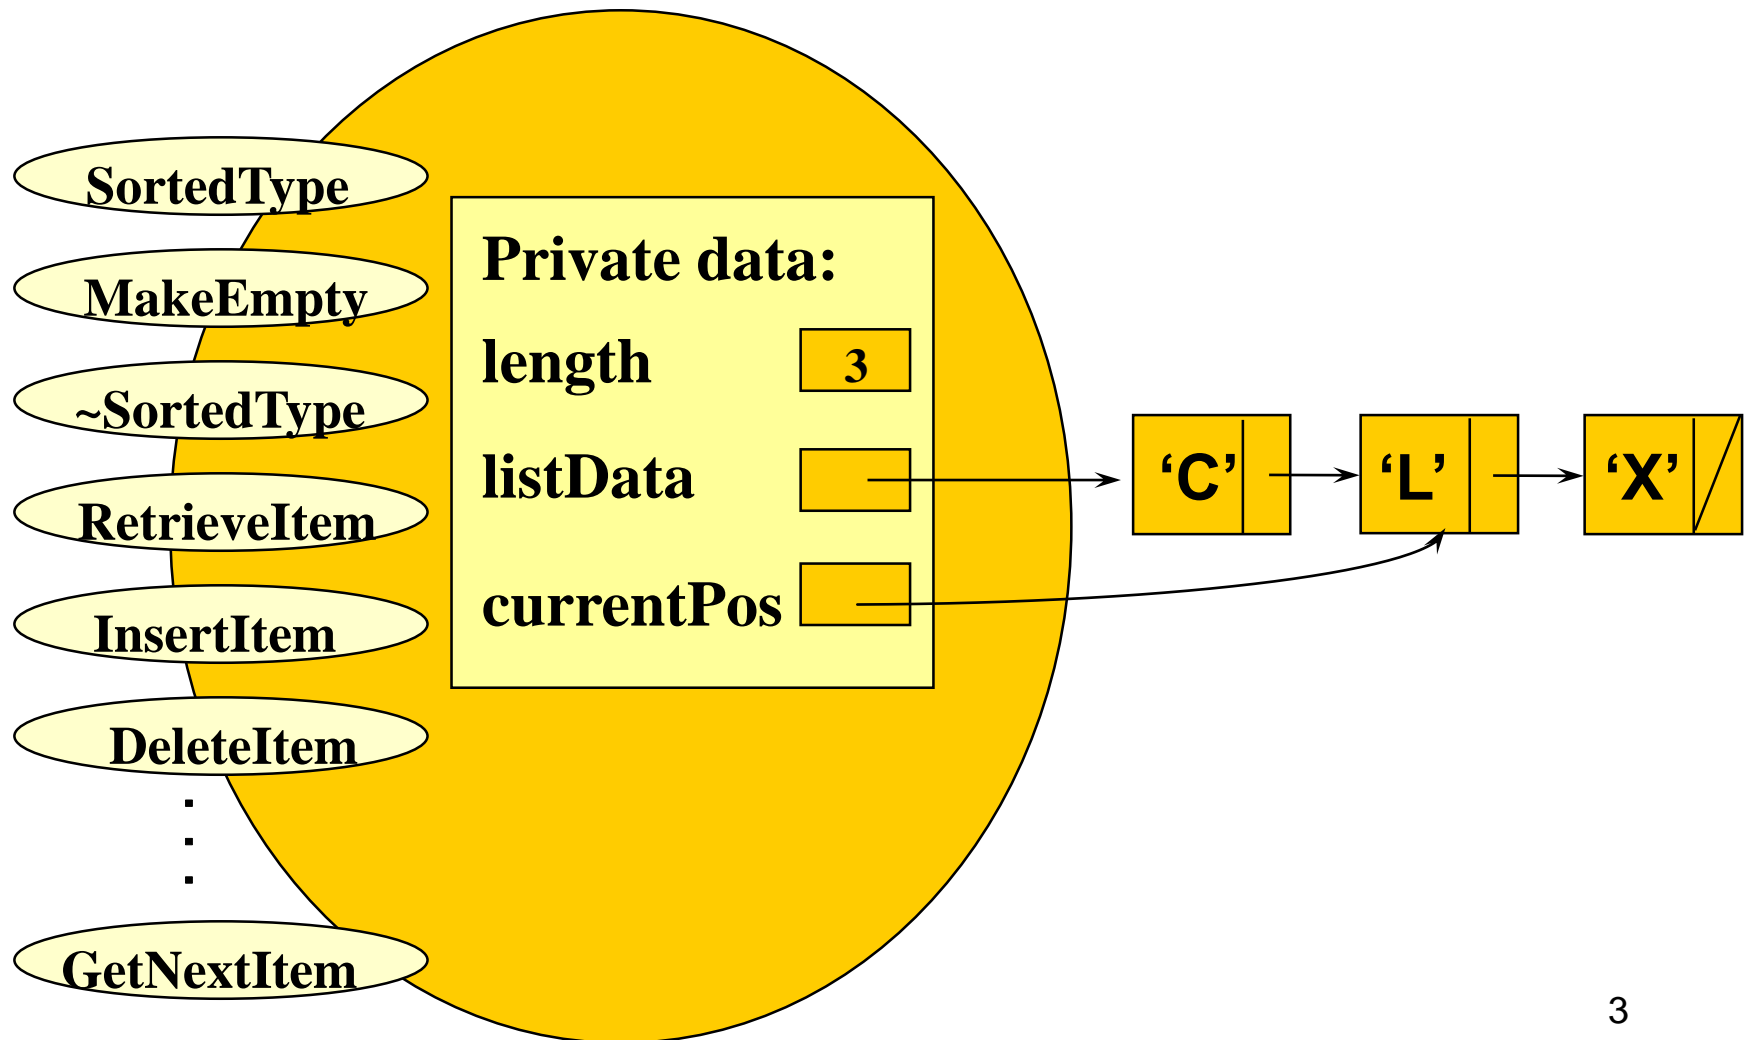 SortedType
MakeEmpty
~SortedType
RetrieveItem
InsertItem
DeleteItem
.
.
.
GetNextItem
Private data:
length 3
listData
currentPos
‘C’ ‘L’ ‘X’
3